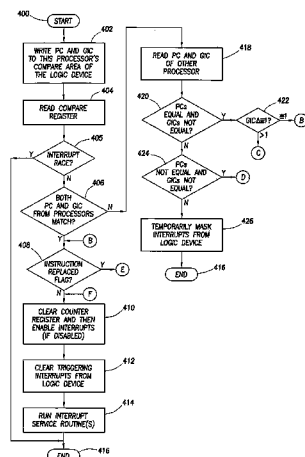 400
START
402
WRITE PC AND GIC
TO THIS PROCESSOR'S
COMPARE AREA OF
THE LOGIC DEVICE
404
READ COMPARE
REGISTER
405
INTERRUPT
RACE?
Y
N
406
BOTH
PC AND GIC
FROM PROCESSORS
MATCH?
N
Y
B
408
INSTRUCTION
REPLACED
FLAG?
Y
E
N
F
410
CLEAR COUNTER
REGISTER AND THEN
ENABLE INTERRUPTS
(IF DISABLED)
412
CLEAR TRIGGERING
INTERRUPTS FROM
LOGIC DEVICE
414
RUN INTERRUPT
SERVICE ROUTINE(S)
END
416
418
READ PC AND GIC
OF OTHER
PROCESSOR
420
PCs
EQUAL AND
GICs NOT
EQUAL?
Y
422
GICΔ≡1?
≡1
B
>1
C
N
424
PCs
NOT EQUAL AND
GICs NOT
EQUAL?
Y
D
N
426
TEMPORARILY MASK
INTERRUPTS FROM
LOGIC DEVICE
END
416